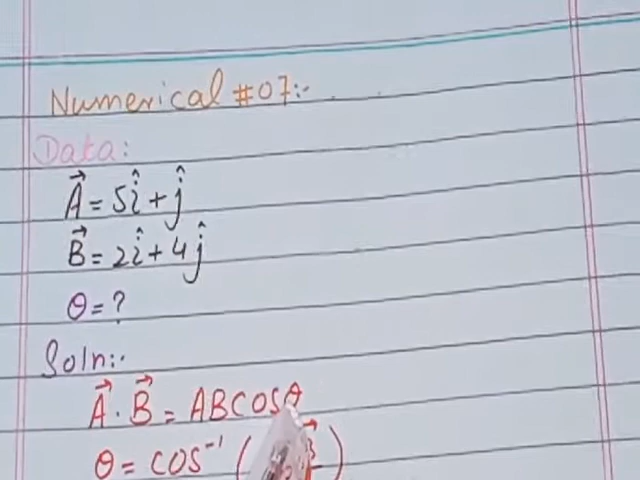 Numerical #07:-
Data:
A⃗ = 5î + ĵ
B⃗ = 2î + 4ĵ
θ = ?
Soln:-
A⃗ . B⃗ = ABCOSθ
θ = COS⁻¹ (